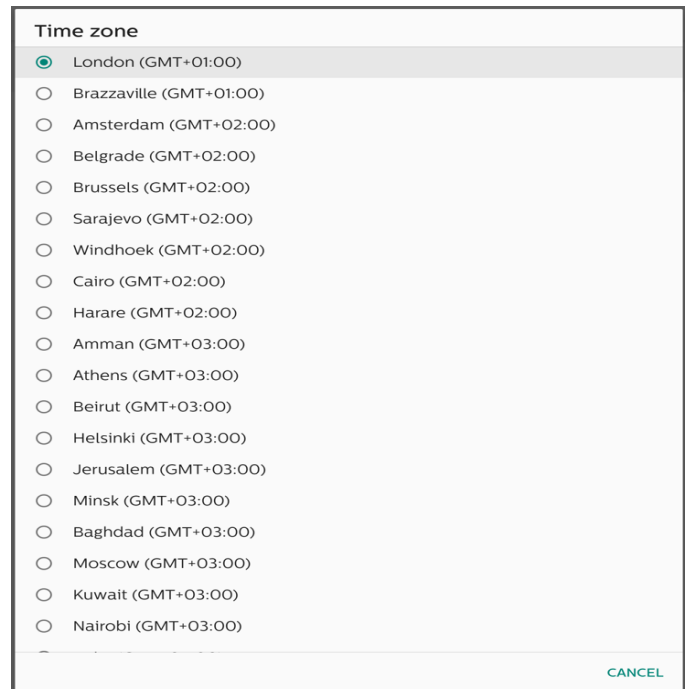 Time zone
London (GMT+01:00)
Brazzaville (GMT+01:00)
Amsterdam (GMT+02:00)
Belgrade (GMT+02:00)
Brussels (GMT+02:00)
Sarajevo (GMT+02:00)
Windhoek (GMT+02:00)
Cairo (GMT+02:00)
Harare (GMT+02:00)
Amman (GMT+03:00)
Athens (GMT+03:00)
Beirut (GMT+03:00)
Helsinki (GMT+03:00)
Jerusalem (GMT+03:00)
Minsk (GMT+03:00)
Baghdad (GMT+03:00)
Moscow (GMT+03:00)
Kuwait (GMT+03:00)
Nairobi (GMT+03:00)
CANCEL